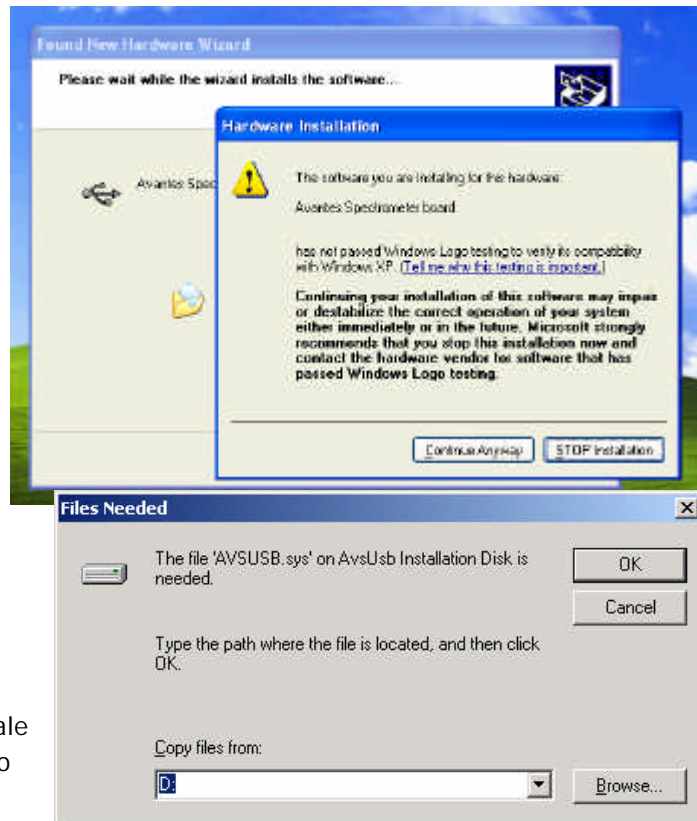 Found New Hardware Wizard
Please wait while the wizard installs the software...
Hardware Installation
Avantes Spec
The software you are installing for this hardware:
Avantes Spectrometer board
has not passed Windows Logo testing to verify its compatibility
with Windows XP. (Tell me why this testing is important.)
Continuing your installation of this software may impair
or destabilize the correct operation of your system
either immediately or in the future. Microsoft strongly
recommends that you stop this installation now and
contact the hardware vendor for software that has
passed Windows Logo testing.
Continue Anyway
STOP Installation
Files Needed
The file 'AVSUSB.sys' on AvsUsb Installation Disk is
needed.
OK
Cancel
Type the path where the file is located, and then click
OK.
ale
o
Copy files from:
D:
Browse...